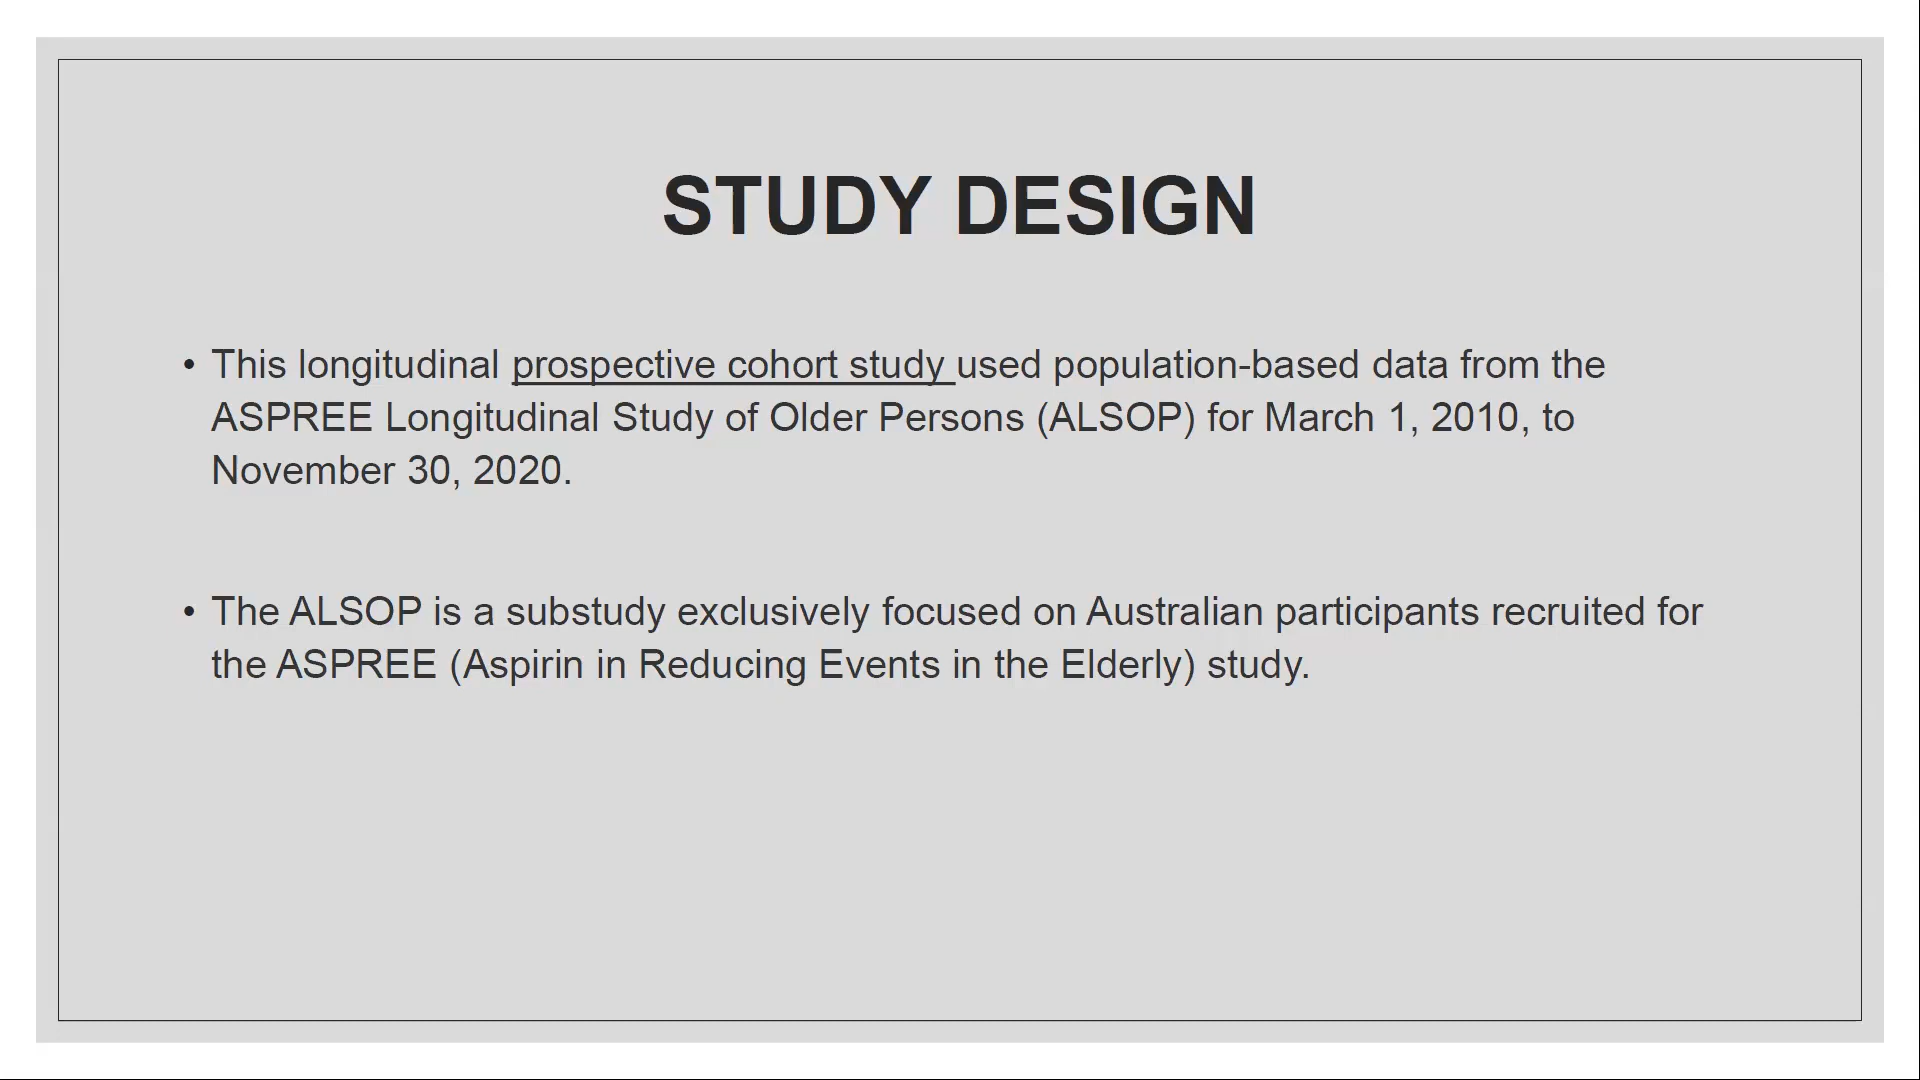 STUDY DESIGN
• This longitudinal prospective cohort study used population-based data from the
ASPREE Longitudinal Study of Older Persons (ALSOP) for March 1, 2010, to
November 30, 2020.
• The ALSOP is a substudy exclusively focused on Australian participants recruited for
the ASPREE (Aspirin in Reducing Events in the Elderly) study.